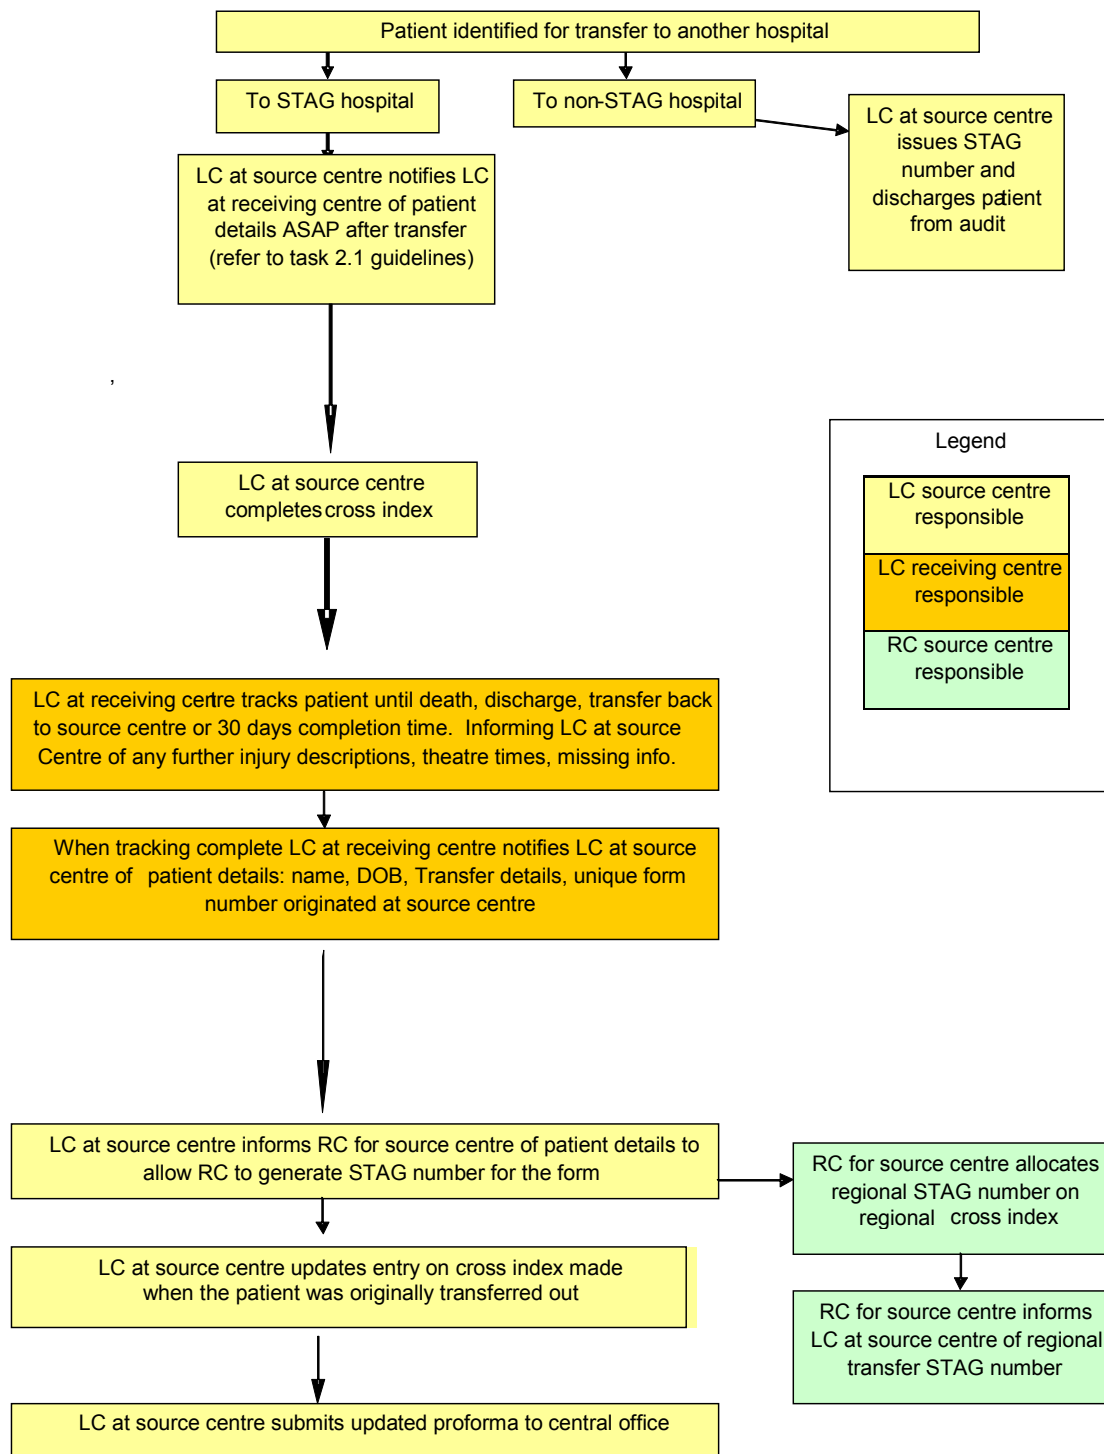 Patient identified for transfer to another hospital
To STAG hospital
To non-STAG hospital
LC at source centre
issues STAG
number and
discharges patient
from audit
LC at source centre notifies LC
at receiving centre of patient
details ASAP after transfer
(refer to task 2.1 guidelines)
,
LC at source centre
completes cross index
Legend
LC source centre
responsible
LC receiving centre
responsible
RC source centre
responsible
LC at receiving centre tracks patient until death, discharge, transfer back
to source centre or 30 days completion time. Informing LC at source
Centre of any further injury descriptions, theatre times, missing info.
When tracking complete LC at receiving centre notifies LC at source
centre of patient details: name, DOB, Transfer details, unique form
number originated at source centre
LC at source centre informs RC for source centre of patient details to
allow RC to generate STAG number for the form
RC for source centre allocates
regional STAG number on
regional cross index
LC at source centre updates entry on cross index made
when the patient was originally transferred out
RC for source centre informs
LC at source centre of regional
transfer STAG number
LC at source centre submits updated proforma to central office